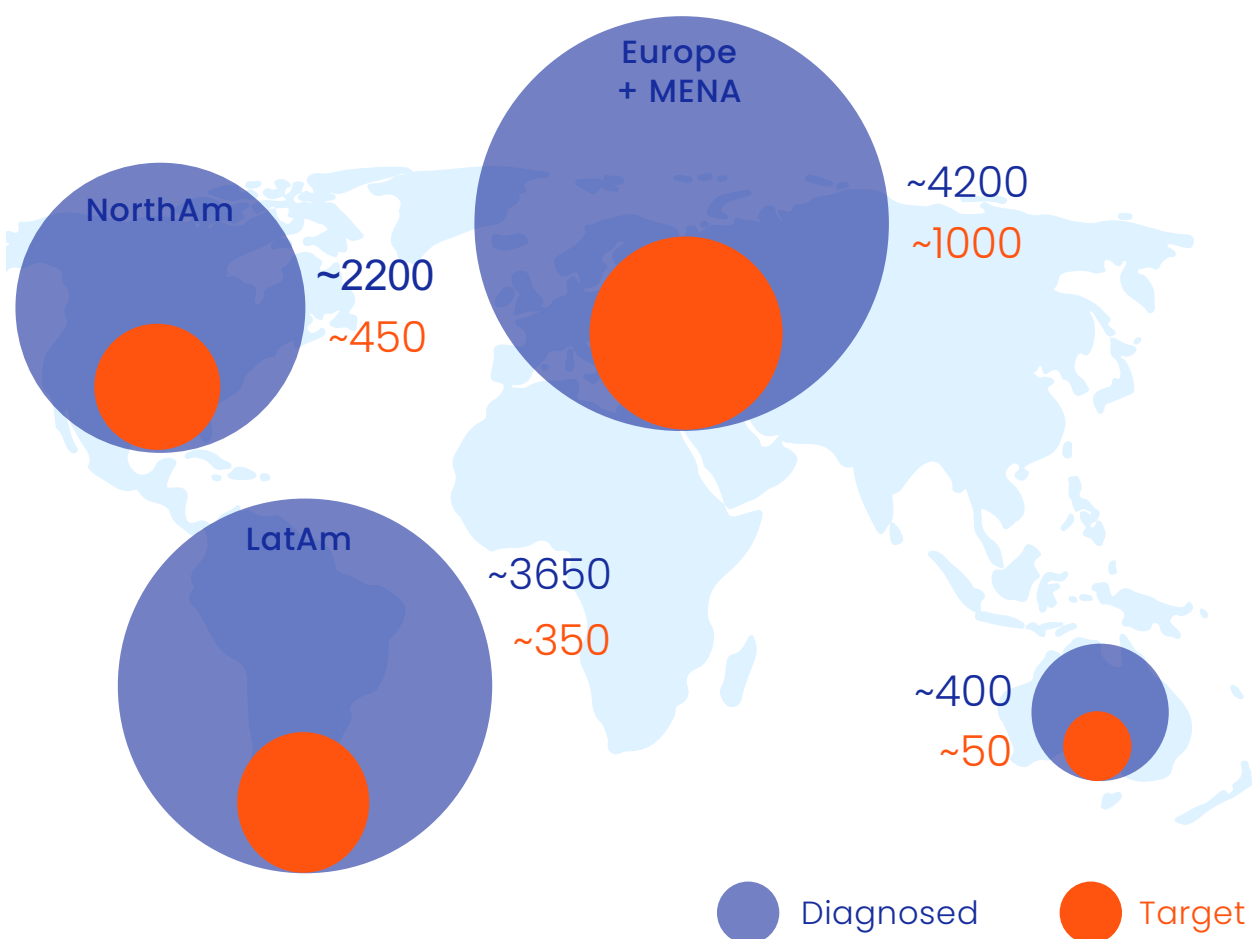 Europe
+ MENA
~4200
~1000
NorthAm
~2200
~450
LatAm
~3650
~350
~400
~50
Diagnosed
Target